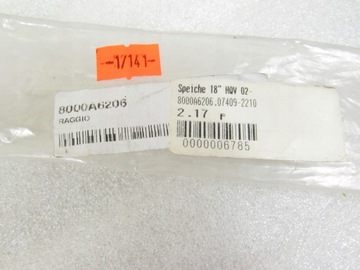 -1/141-
8000A6206
RAGGIO
Speiche 18" HQV 02-
8000A6206.07409-2210
2.17 F
0000006785